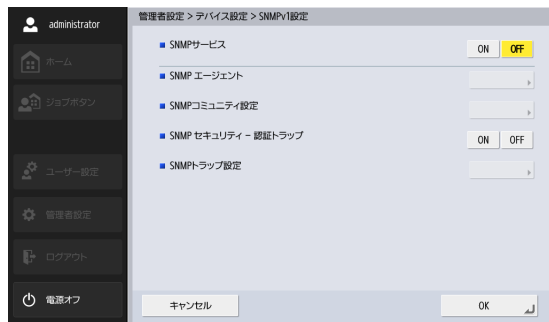 administrator
ホーム
ジョブボタン
ユーザー設定
管理者設定
ログアウト
電源オフ
管理者設定 > デバイス設定 > SNMPv1設定
SNMPサービス
ON OFF
SNMP エージェント
SNMPコミュニティ設定
SNMP セキュリティ – 認証トラップ
ON OFF
SNMPトラップ設定
キャンセル
OK